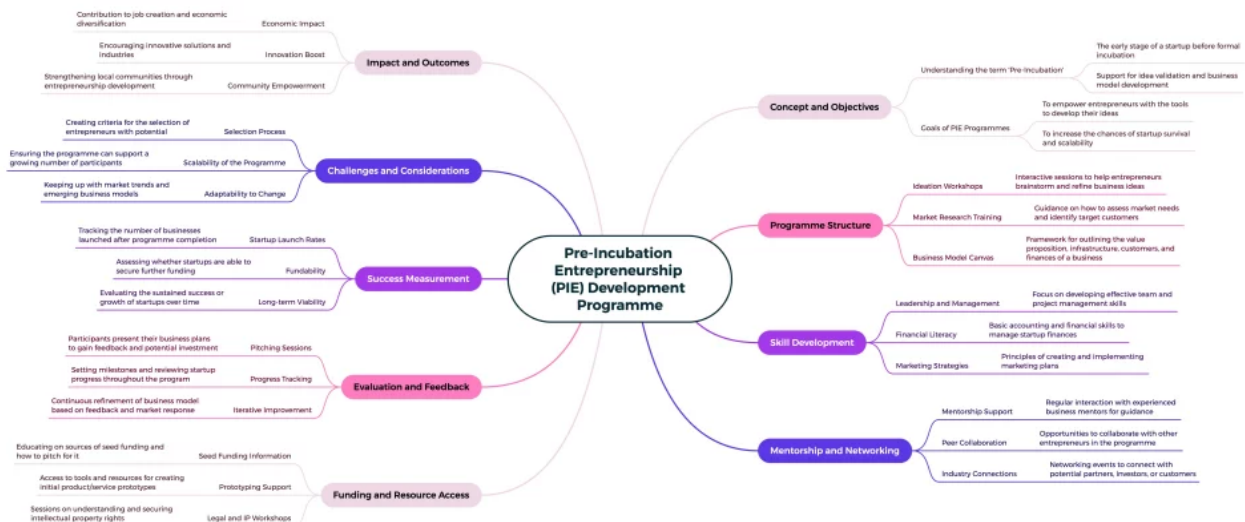 Pre-Incubation
Entrepreneurship
(PIE) Development
Programme
Concept and Objectives
Understanding the term 'Pre-Incubation'
The early stage of a startup before formal
incubation
Support for idea validation and business
model development
Goals of PIE Programmes
To empower entrepreneurs with the tools
to develop their ideas
To increase the chances of startup survival
and scalability
Programme Structure
Ideation Workshops
Interactive sessions to help entrepreneurs
brainstorm and refine business ideas
Market Research Training
Guidance on how to assess market needs
and identify target customers
Business Model Canvas
Framework for outlining the value
proposition, infrastructure, customers, and
finances of a business
Skill Development
Leadership and Management
Focus on developing effective team and
project management skills
Financial Literacy
Basic accounting and financial skills to
manage startup finances
Marketing Strategies
Principles of creating and implementing
marketing plans
Mentorship and Networking
Mentorship Support
Regular interaction with experienced
business mentors for guidance
Peer Collaboration
Opportunities to collaborate with other
entrepreneurs in the programme
Industry Connections
Networking events to connect with
potential partners, investors, or customers
Impact and Outcomes
Economic Impact
Contribution to job creation and economic
diversification
Innovation Boost
Encouraging innovative solutions and
industries
Community Empowerment
Strengthening local communities through
entrepreneurship development
Challenges and Considerations
Selection Process
Creating criteria for the selection of
entrepreneurs with potential
Scalability of the Programme
Ensuring the programme can support a
growing number of participants
Adaptability to Change
Keeping up with market trends and
emerging business models
Success Measurement
Startup Launch Rates
Tracking the number of businesses
launched after programme completion
Fundability
Assessing whether startups are able to
secure further funding
Long-term Viability
Evaluating the sustained success or
growth of startups over time
Evaluation and Feedback
Pitching Sessions
Participants present their business plans
to gain feedback and potential investment
Progress Tracking
Setting milestones and reviewing startup
progress throughout the program
Iterative Improvement
Continuous refinement of business model
based on feedback and market response
Funding and Resource Access
Seed Funding Information
Educating on sources of seed funding and
how to pitch for it
Prototyping Support
Access to tools and resources for creating
initial product/service prototypes
Legal and IP Workshops
Sessions on understanding and securing
intellectual property rights